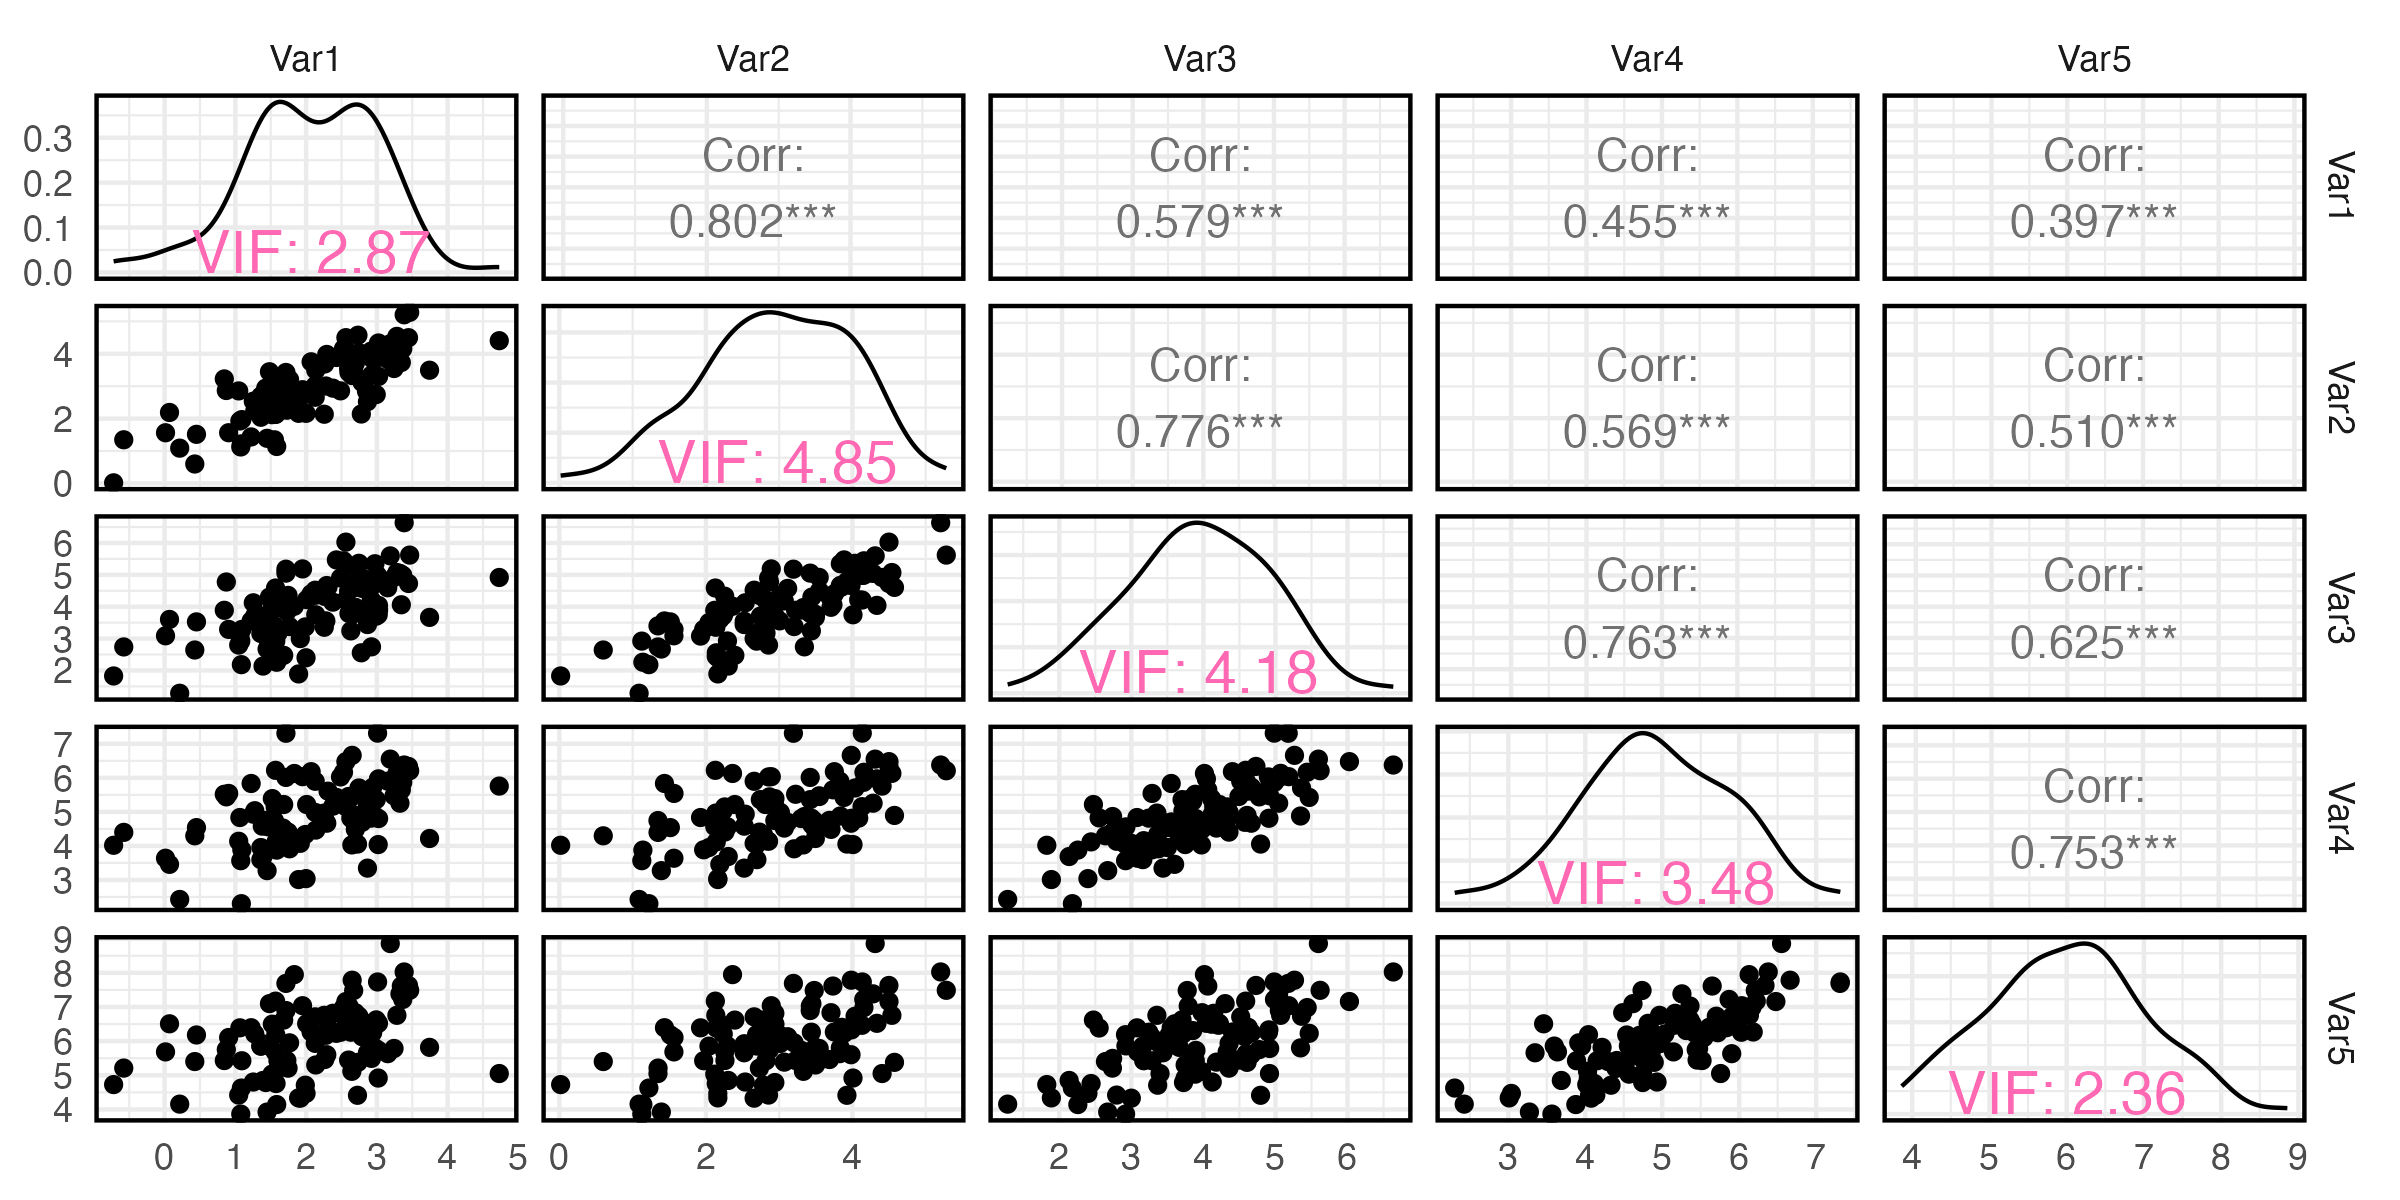 Var1 Var2 Var3 Var4 Var5
0.3
0.2
0.1
0.0
VIF: 2.87
Corr:
0.802***
Corr:
0.579***
Corr:
0.455***
Corr:
0.397***
Var1
4
2
0
VIF: 4.85
Corr:
0.776***
Corr:
0.569***
Corr:
0.510***
Var2
6
5
4
3
2
VIF: 4.18
Corr:
0.763***
Corr:
0.625***
Var3
7
6
5
4
3
VIF: 3.48
Corr:
0.753***
Var4
9
8
7
6
5
4
VIF: 2.36
Var5
0 1 2 3 4 5 0 2 4 2 3 4 5 6 3 4 5 6 7 4 5 6 7 8 9